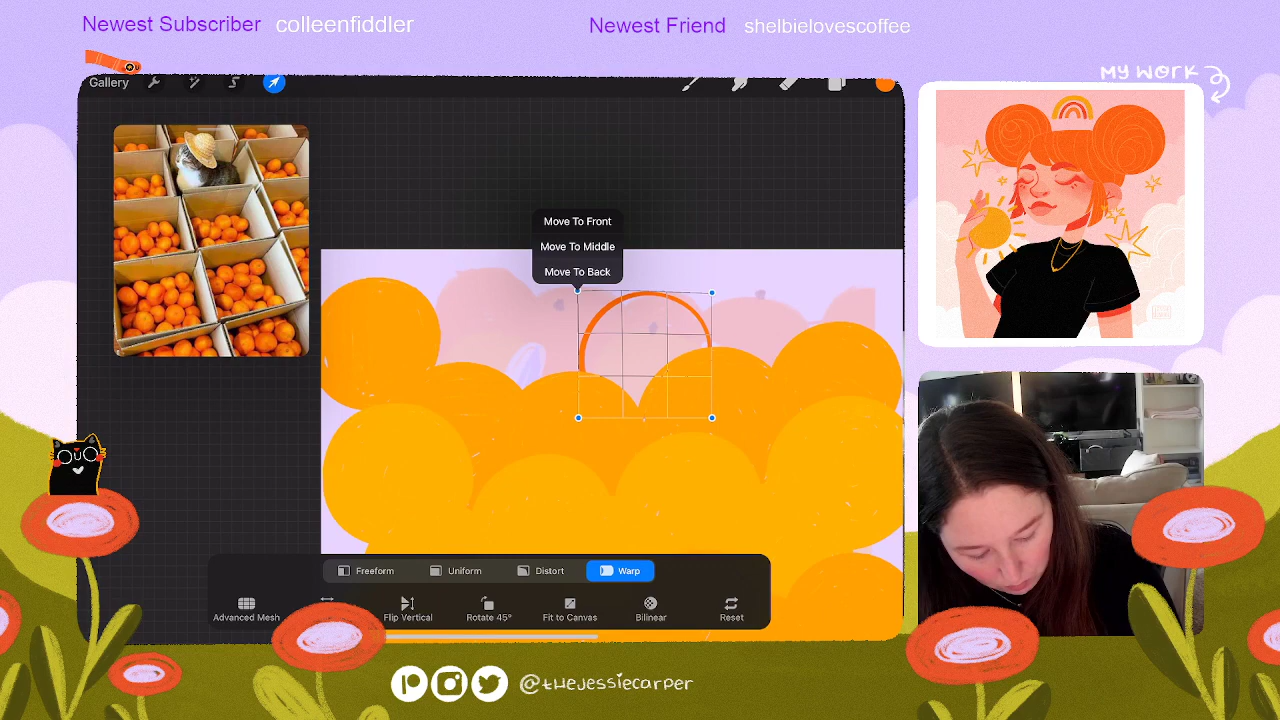 Newest Subscriber colleenfiddler
Newest Friend shelbielovescoffee
MY WORK
Gallery
Move To Front
Move To Middle
Move To Back
Freeform
Uniform
Distort
Warp
Advanced Mesh
Flip Vertical
Rotate 45°
Fit to Canvas
Bilinear
Reset
@tHeJessieCarper